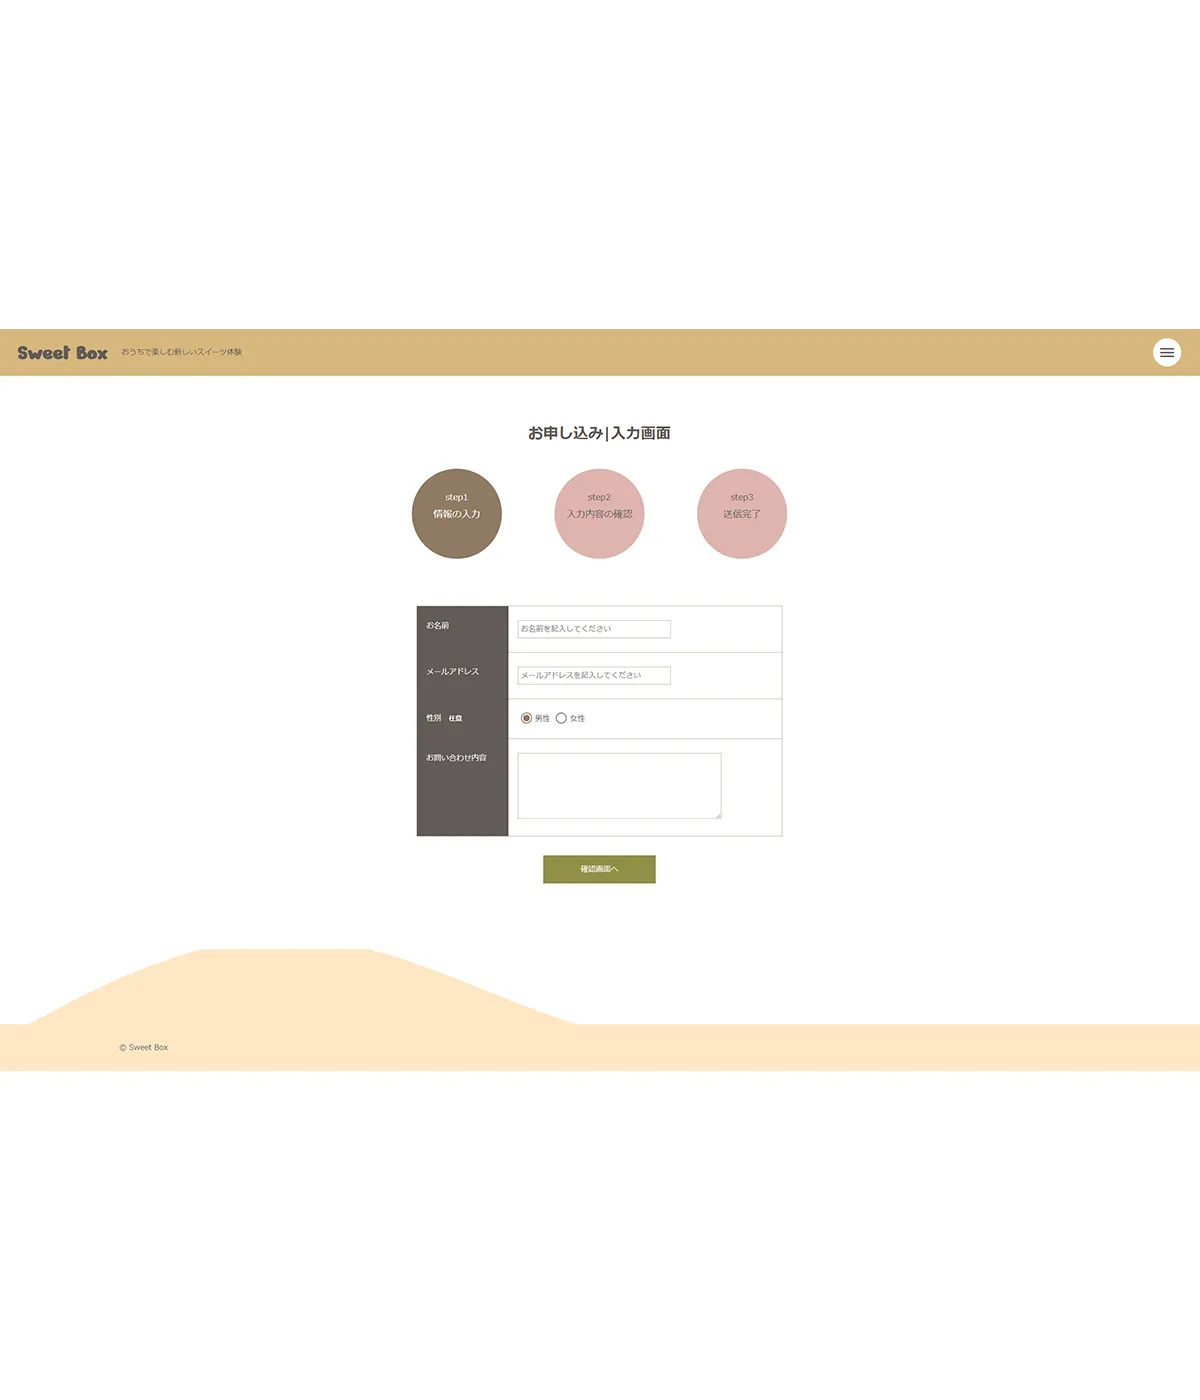 Sweet Box おうちで楽しむ新しいスイーツ体験
お申し込み|入力画面
step1
情報の入力
step2
入力内容の確認
step3
送信完了
お名前
お名前を記入してください
メールアドレス
メールアドレスを記入してください
性別 任意
男性 女性
お問い合わせ内容
確認画面へ
© Sweet Box